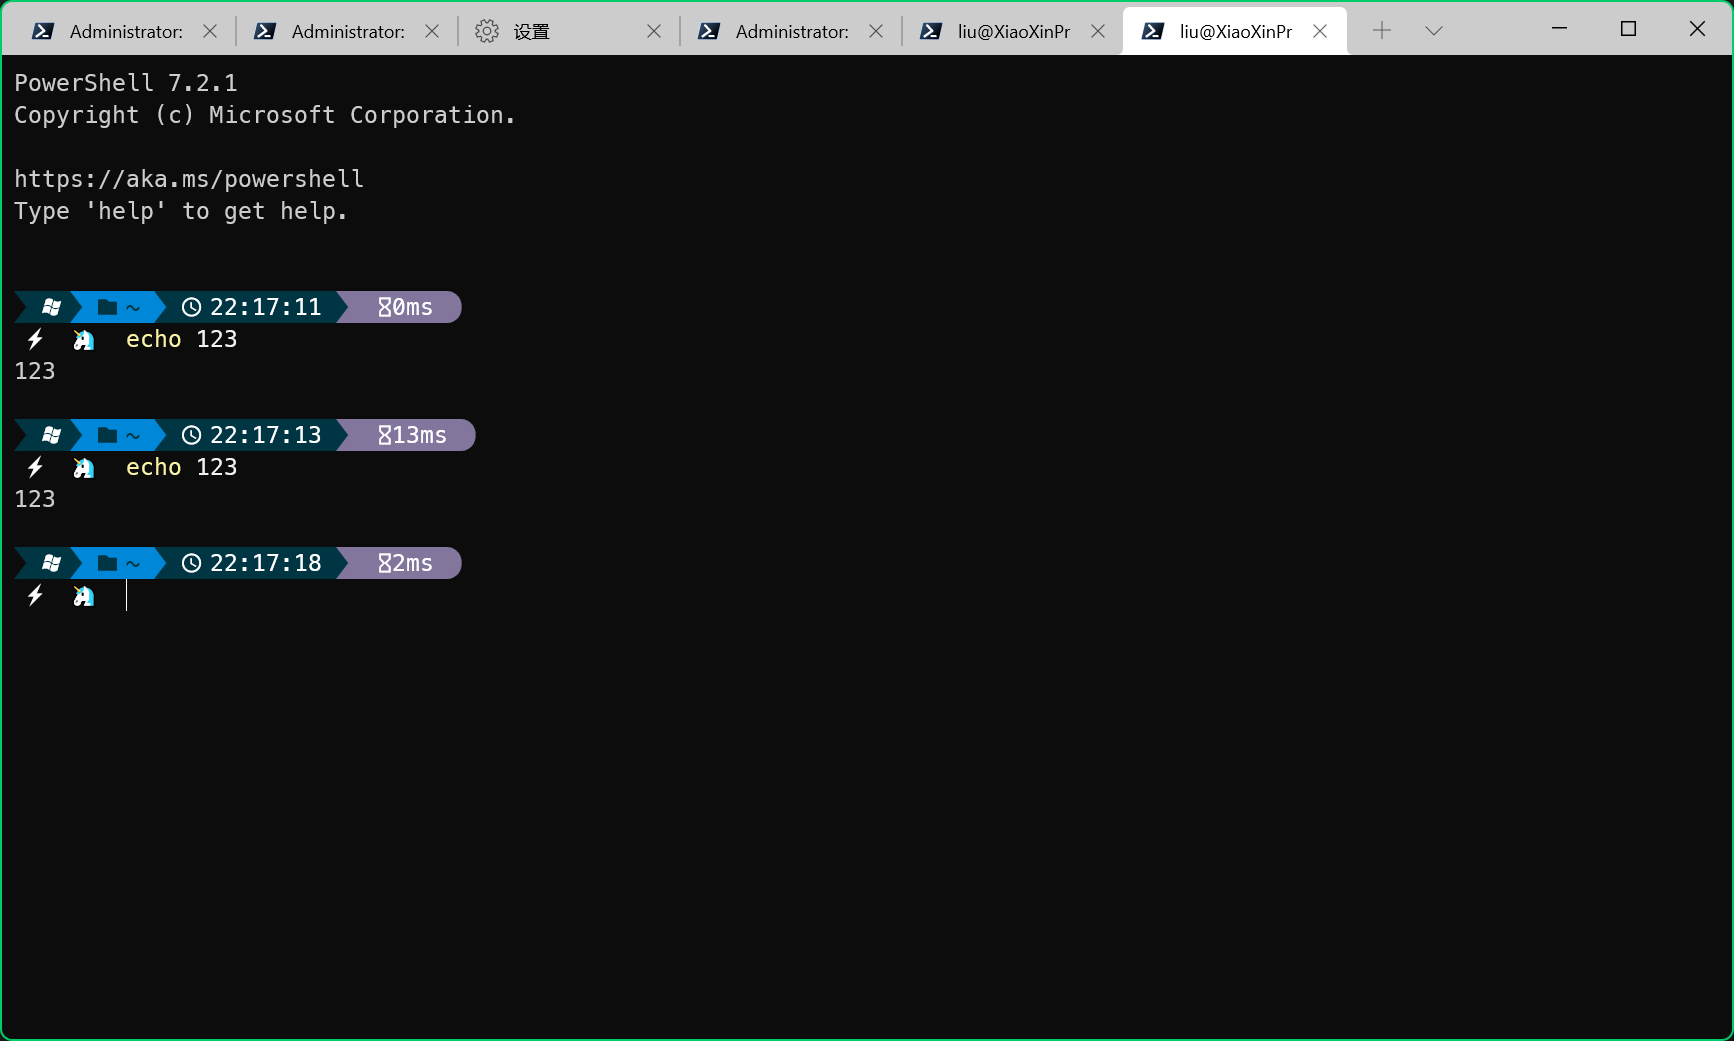 Administrator: Administrator: 设置 Administrator: liu@XiaoXinPr liu@XiaoXinPr
PowerShell 7.2.1
Copyright (c) Microsoft Corporation.
https://aka.ms/powershell
Type 'help' to get help.
~ 22:17:11 0ms
echo 123
123
~ 22:17:13 13ms
echo 123
123
~ 22:17:18 2ms